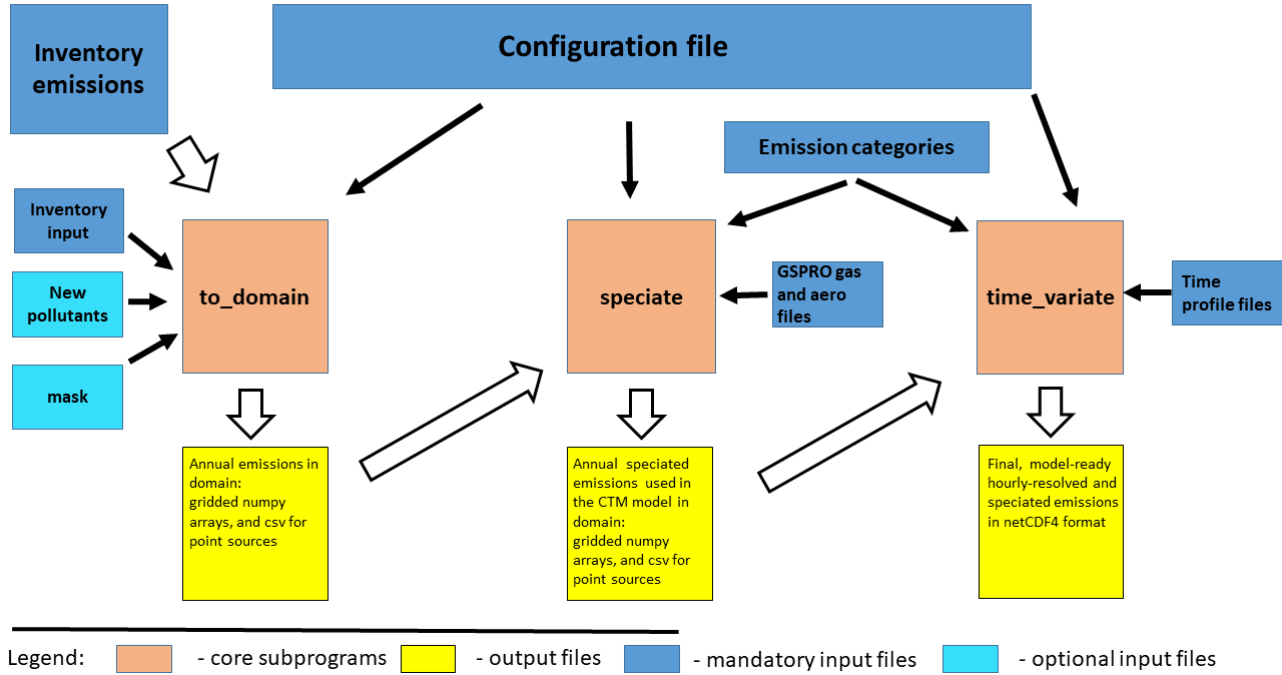 Inventory
emissions
Configuration file
Emission categories
Inventory
input
New
pollutants
mask
to_domain
speciate
GSPRO gas
and aero
files
time_variate
Time
profile files
Annual emissions in
domain:
gridded numpy
arrays, and csv for
point sources
Annual speciated
emissions used in
the CTM model in
domain:
gridded numpy
arrays, and csv for
point sources
Final, model-ready
hourly-resolved and
speciated emissions
in netCDF4 format
Legend: - core subprograms - output files - mandatory input files - optional input files